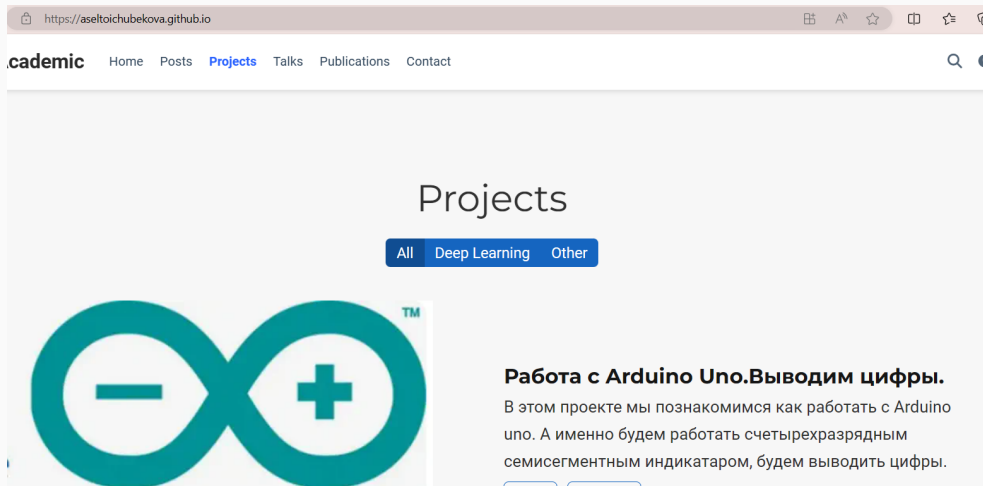 https://aseltoichubekova.github.io
cademic Home Posts Projects Talks Publications Contact
Projects
All Deep Learning Other
TM
Работа с Arduino Uno.Выводим цифры.
В этом проекте мы познакомимся как работать с Arduino
uno. А именно будем работать счетырехразрядным
семисегментным индикатаром, будем выводить цифры.